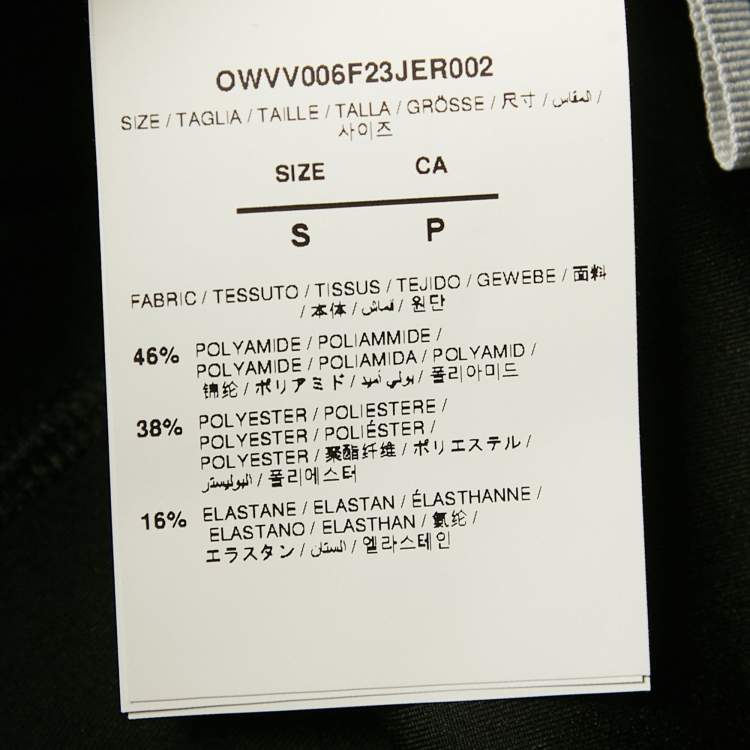 OWVV006F23JER002
SIZE / TAGLIA / TAILLE / TALLA / GRÖSSE / 尺寸 / المقاس /
사이즈
SIZE CA
S P
FABRIC / TESSUTO / TISSUS / TEJIDO / GEWEBE / 面料
/ 本体 / قماش / 원단
46% POLYAMIDE / POLIAMMIDE /
POLYAMIDE / POLIAMIDA / POLYAMID /
锦纶 / ポリアミド / بولي أميد / 폴리아미드
38% POLYESTER / POLIESTERE /
POLYESTER / POLIÉSTER /
POLYESTER / 聚酯纤维 / ポリエステル /
البوليستر / 폴리에스터
16% ELASTANE / ELASTAN / ÉLASTHANNE /
ELASTANO / ELASTHAN / 氨纶 /
エラスタン / الستان / 엘라스테인